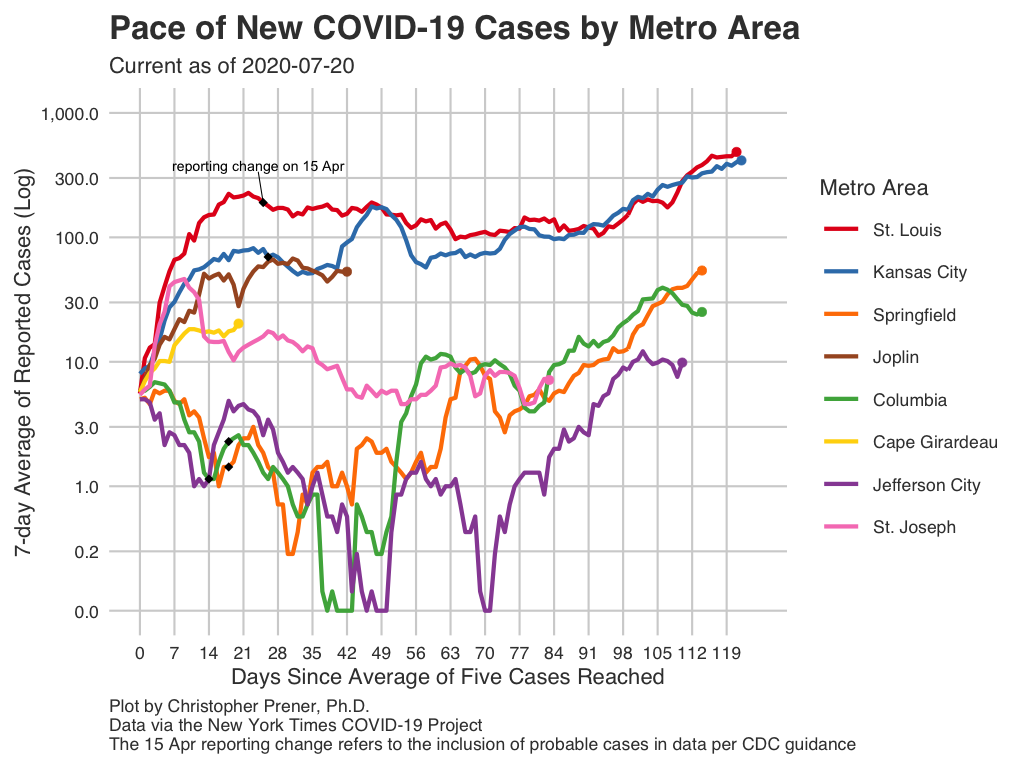 Pace of New COVID-19 Cases by Metro Area
Current as of 2020-07-20
7-day Average of Reported Cases (Log)
1,000.0
300.0
100.0
30.0
10.0
3.0
1.0
0.2
0.0
reporting change on 15 Apr
0 7 14 21 28 35 42 49 56 63 70 77 84 91 98 105 112 119
Days Since Average of Five Cases Reached
Metro Area
St. Louis
Kansas City
Springfield
Joplin
Columbia
Cape Girardeau
Jefferson City
St. Joseph
Plot by Christopher Prener, Ph.D.
Data via the New York Times COVID-19 Project
The 15 Apr reporting change refers to the inclusion of probable cases in data per CDC guidance